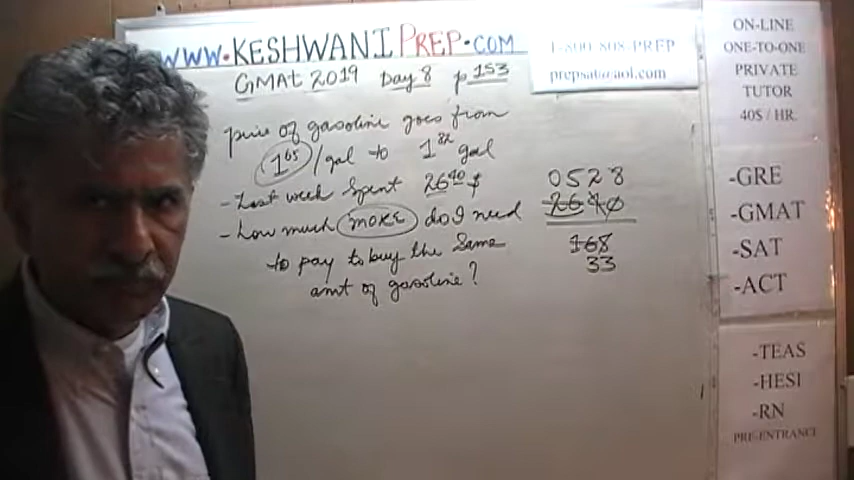 WWW.KESHWANIPREP.COM
1-800-808-PREP
prepsat@aol.com
GMAT 2019 Day 8 p 153
price of gasoline goes from
1 65 /gal to 1 82 gal
- Last week spent 26 40 $
- how much MORE do I need
to pay to buy the same
amt of gasoline?
0528
2640
168
33
ON-LINE
ONE-TO-ONE
PRIVATE
TUTOR
40$ / HR.
-GRE
-GMAT
-SAT
-ACT
-TEAS
-HESI
-RN
PRE-ENTRANCE